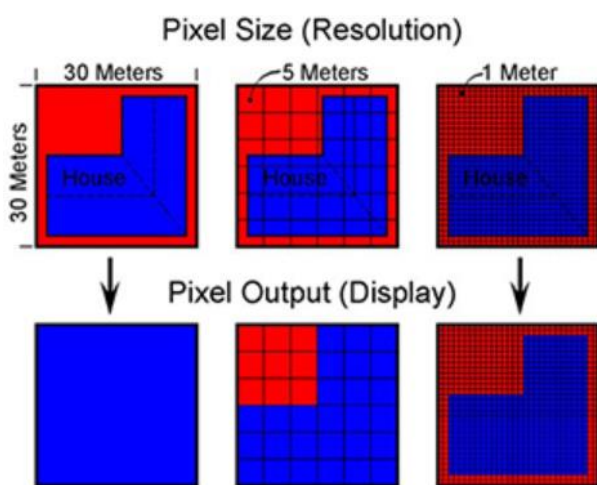 Pixel Size (Resolution)
30 Meters
5 Meters
1 Meter
30 Meters
House
House
House
Pixel Output (Display)